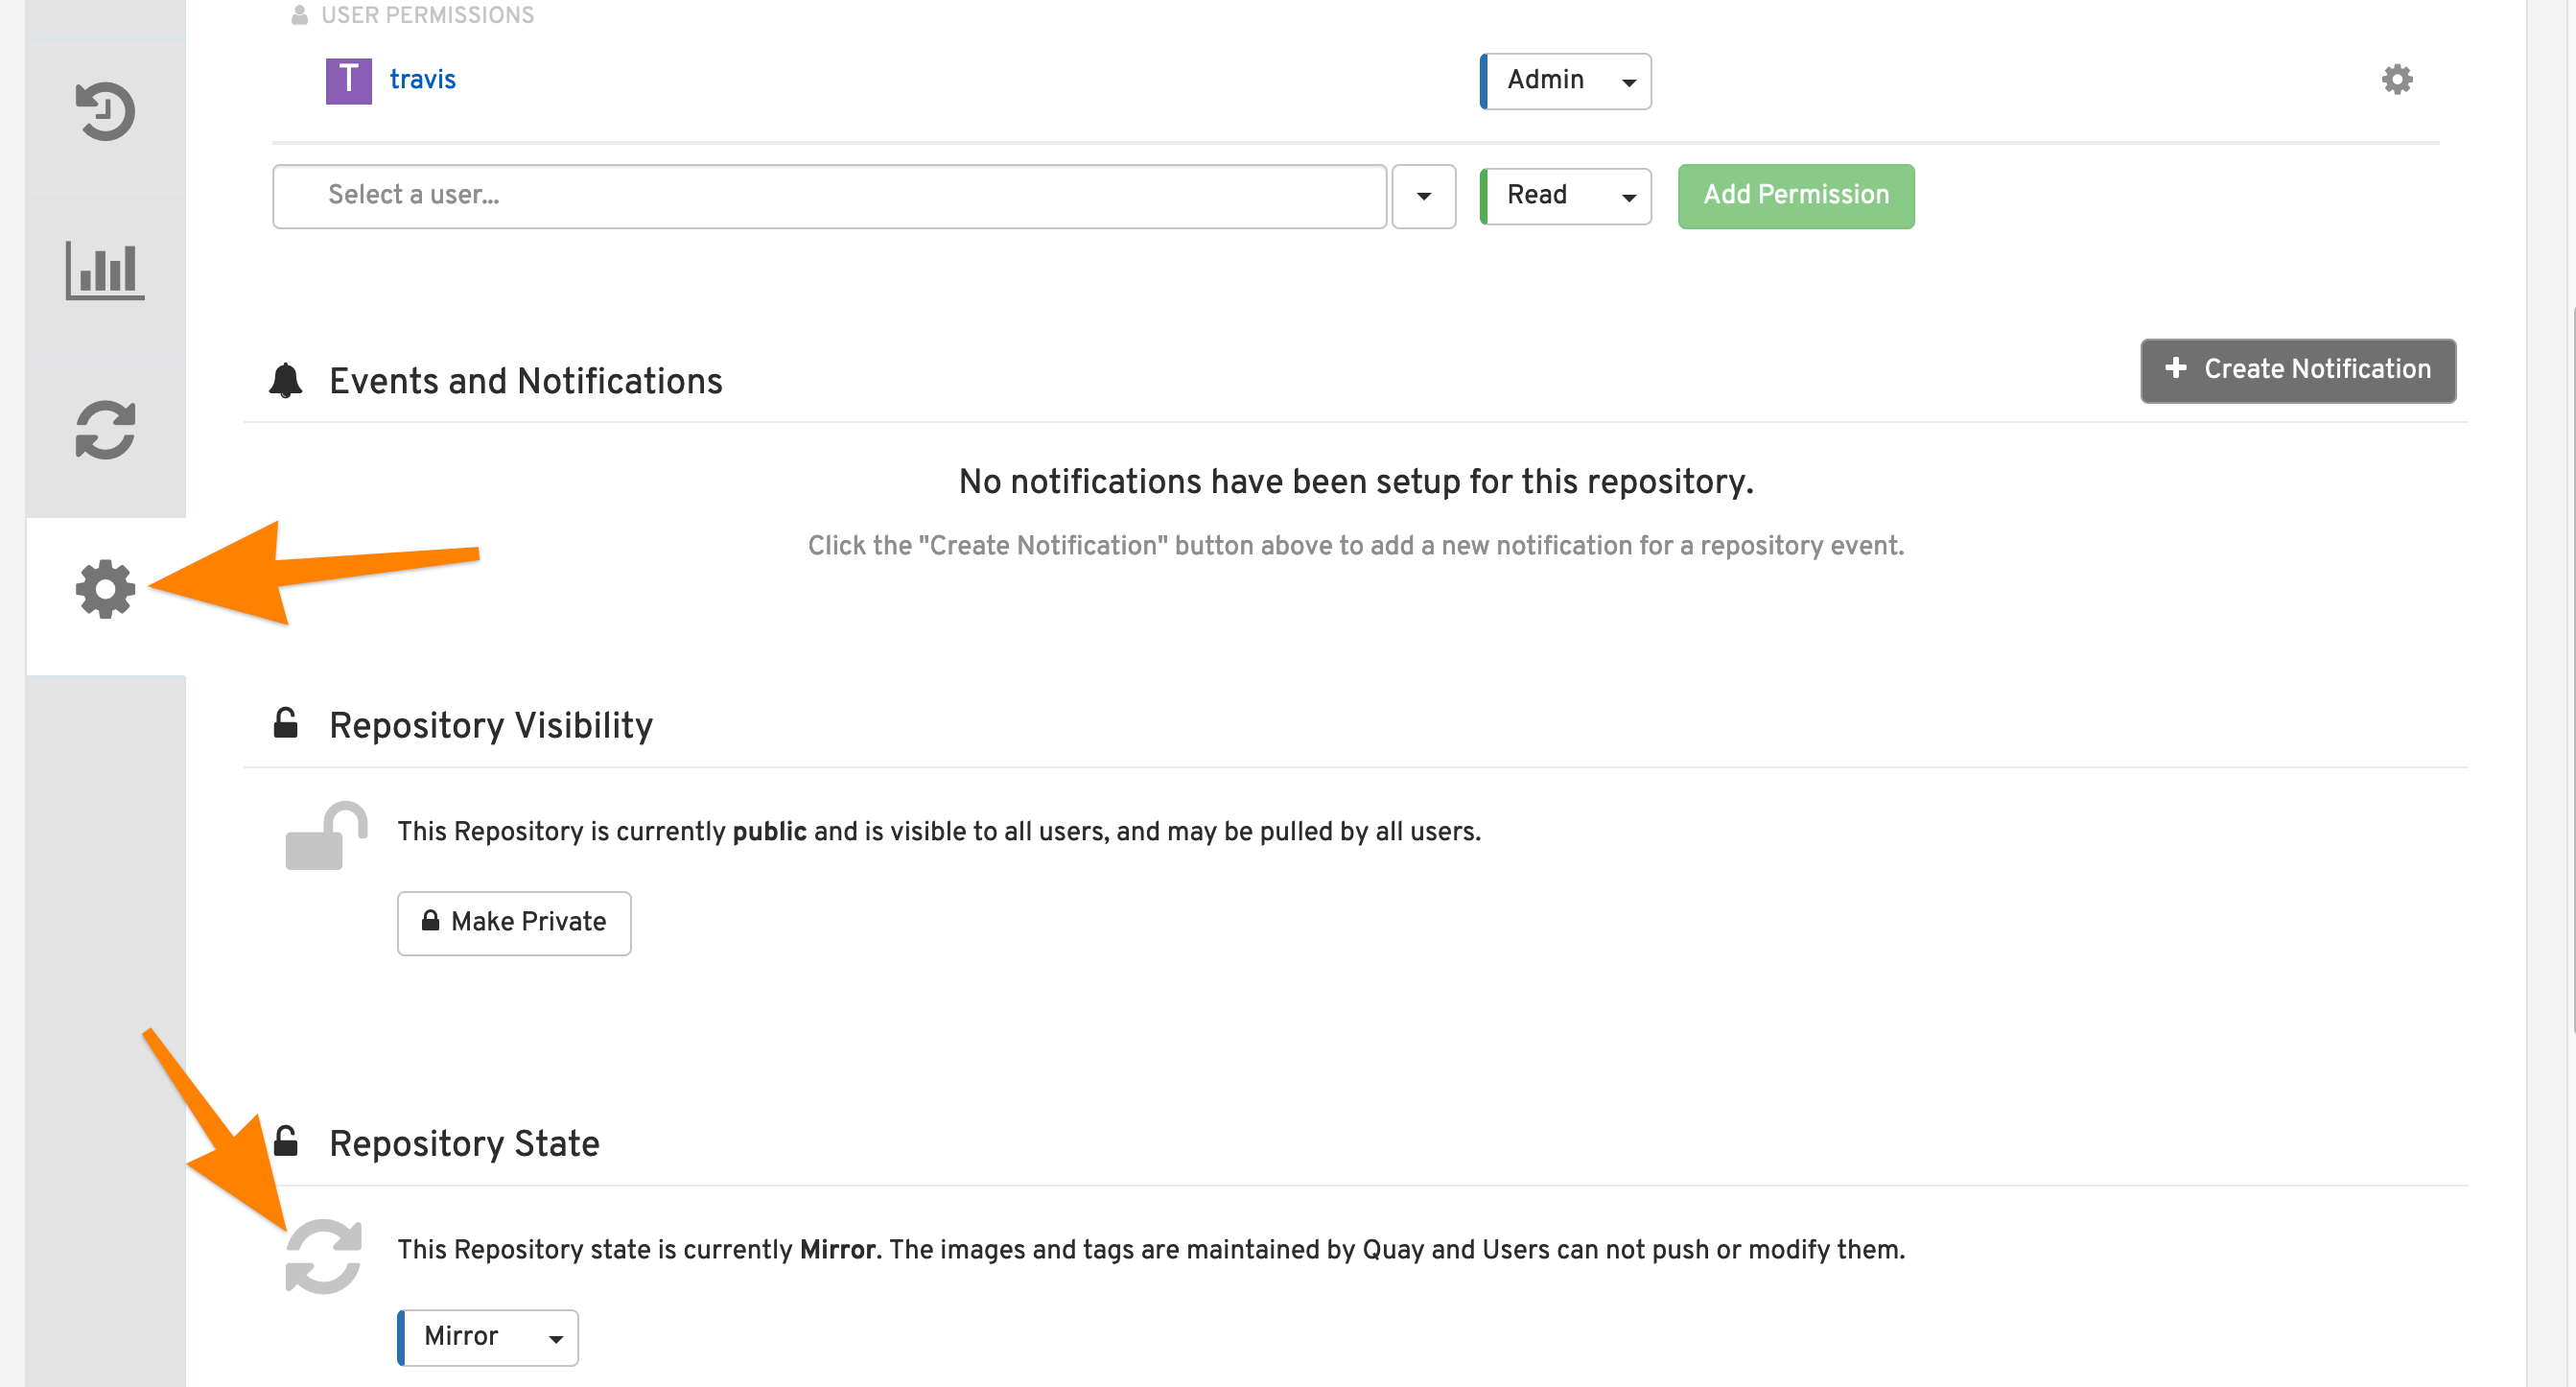 USER PERMISSIONS
T travis Admin
Select a user... Read Add Permission
Events and Notifications
Create Notification
No notifications have been setup for this repository.
Click the "Create Notification" button above to add a new notification for a repository event.
Repository Visibility
This Repository is currently public and is visible to all users, and may be pulled by all users.
Make Private
Repository State
This Repository state is currently Mirror. The images and tags are maintained by Quay and Users can not push or modify them.
Mirror